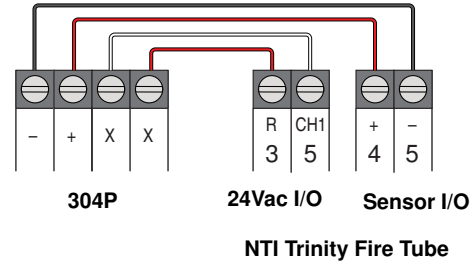 – + X X R CH1 + –
3 5 4 5
304P 24Vac I/O Sensor I/O
NTI Trinity Fire Tube